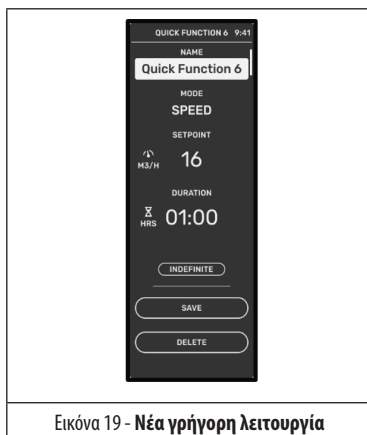 QUICK FUNCTION 6 9:41
NAME
Quick Function 6
MODE
SPEED
SETPOINT
M3/H 16
DURATION
HRS 01:00
INDEFINITE
SAVE
DELETE
Εικόνα 19 - Νέα γρήγορη λειτουργία